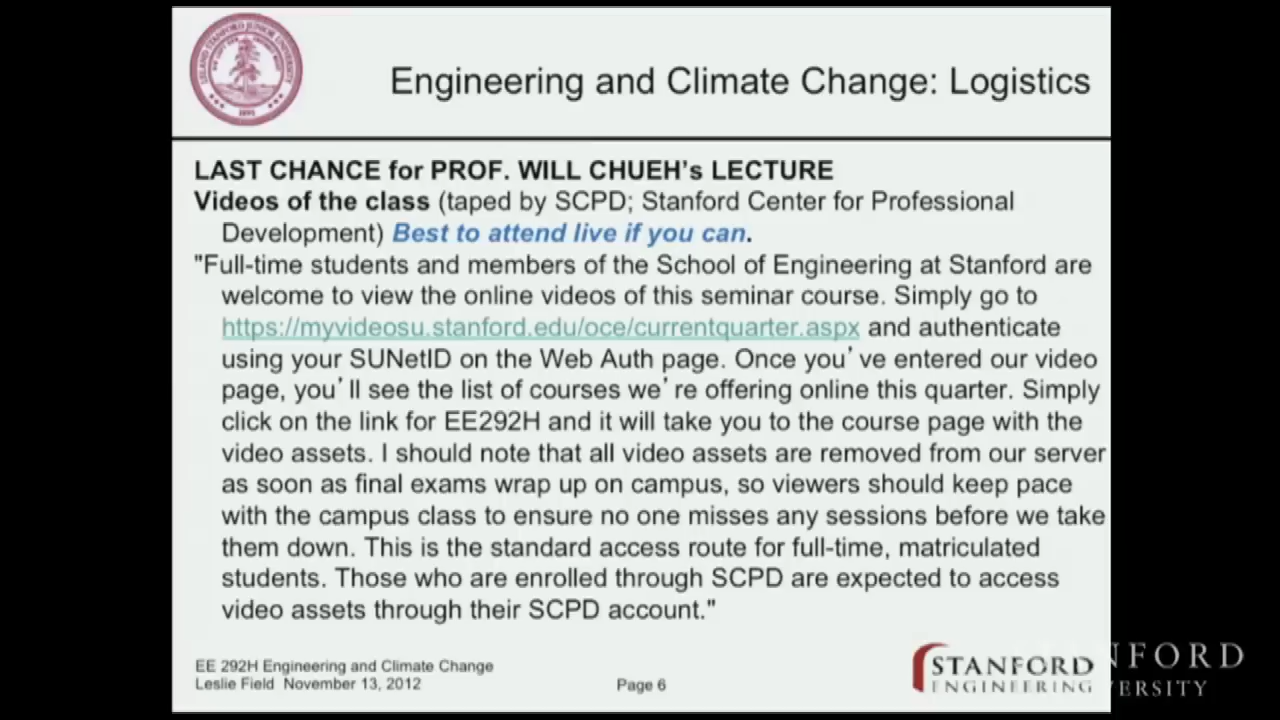 Engineering and Climate Change: Logistics
LAST CHANCE for PROF. WILL CHUEH's LECTURE
Videos of the class (taped by SCPD; Stanford Center for Professional
Development) Best to attend live if you can.
"Full-time students and members of the School of Engineering at Stanford are
welcome to view the online videos of this seminar course. Simply go to
https://myvideosu.stanford.edu/oce/currentquarter.aspx and authenticate
using your SUNetID on the Web Auth page. Once you've entered our video
page, you'll see the list of courses we're offering online this quarter. Simply
click on the link for EE292H and it will take you to the course page with the
video assets. I should note that all video assets are removed from our server
as soon as final exams wrap up on campus, so viewers should keep pace
with the campus class to ensure no one misses any sessions before we take
them down. This is the standard access route for full-time, matriculated
students. Those who are enrolled through SCPD are expected to access
video assets through their SCPD account."
EE 292H Engineering and Climate Change
Leslie Field November 13, 2012
Page 6
STANFORD
ENGINEERING
NFORD
VERSITY